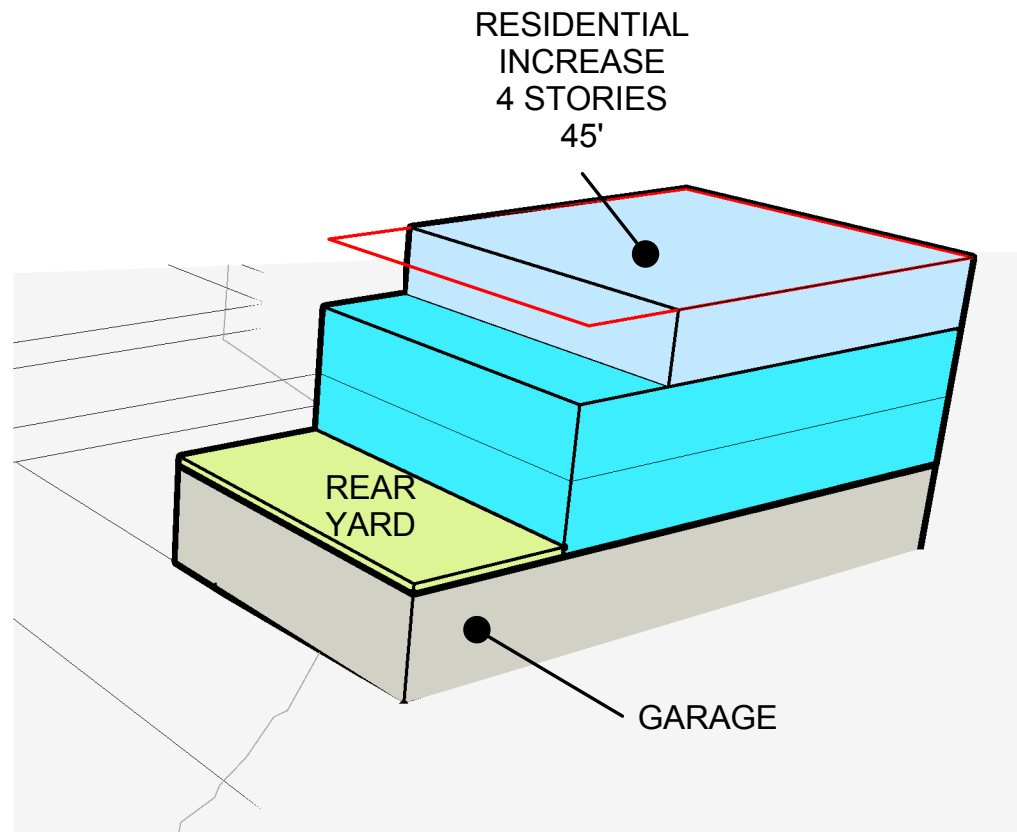 RESIDENTIAL
INCREASE
4 STORIES
45'
REAR
YARD
GARAGE